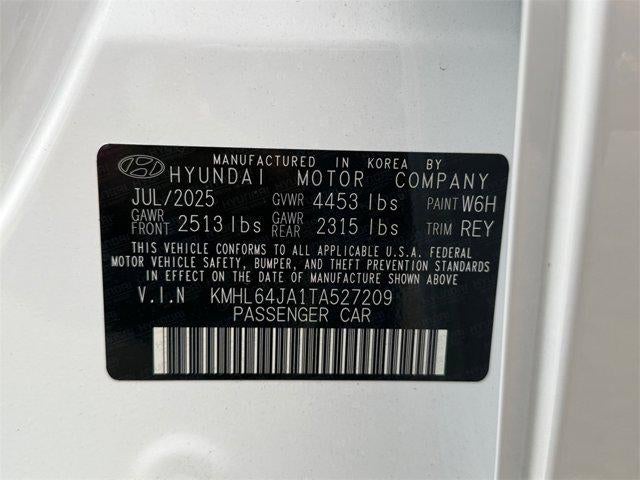 MANUFACTURED IN KOREA BY
HYUNDAI MOTOR COMPANY
JUL/2025 GVWR 4453 lbs PAINT W6H
GAWR FRONT 2513 lbs GAWR REAR 2315 lbs TRIM REY
THIS VEHICLE CONFORMS TO ALL APPLICABLE U.S.A. FEDERAL
MOTOR VEHICLE SAFETY, BUMPER, AND THEFT PREVENTION STANDARDS
IN EFFECT ON THE DATE OF MANUFACTURE SHOWN ABOVE
V.I.N KMHL64JA1TA527209
PASSENGER CAR